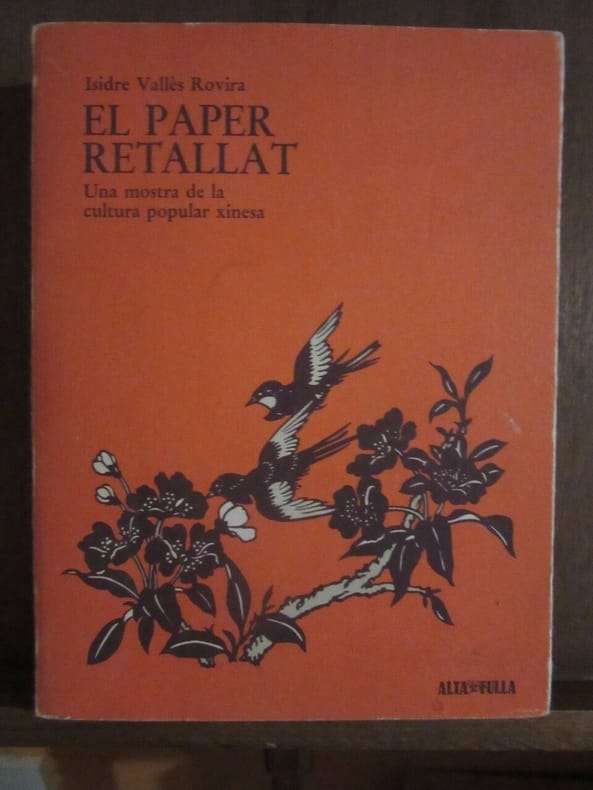 Isidre Vallès Rovira
EL PAPER
RETALLAT
Una mostra de la
cultura popular xinesa
ALTA FULLA